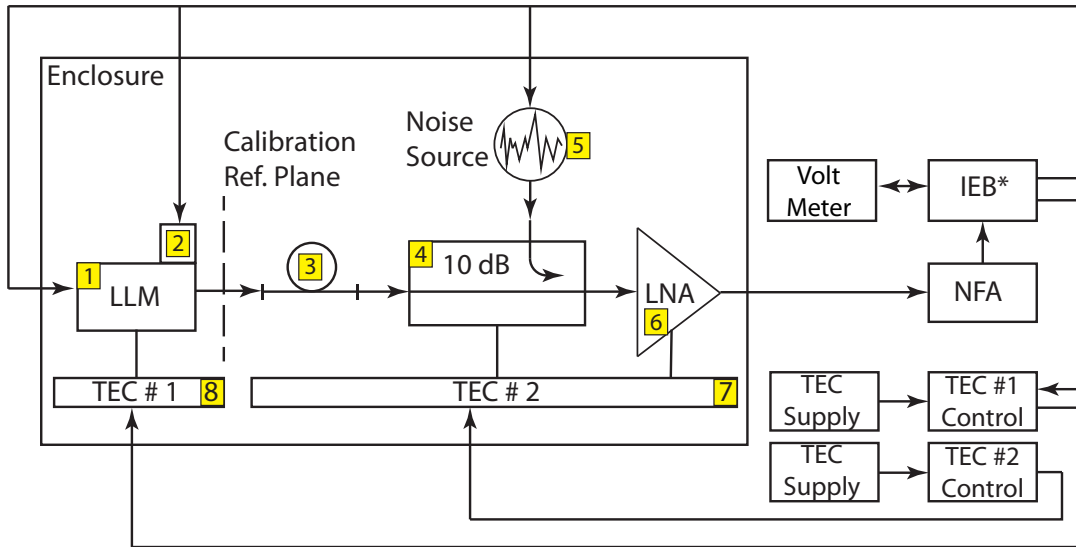 Enclosure
Noise
Source
5
Calibration
Ref. Plane
Volt
Meter
IEB*
2
1
LLM
3
4
10 dB
LNA
6
NFA
TEC # 1
8
TEC # 2
7
TEC
Supply
TEC #1
Control
TEC
Supply
TEC #2
Control